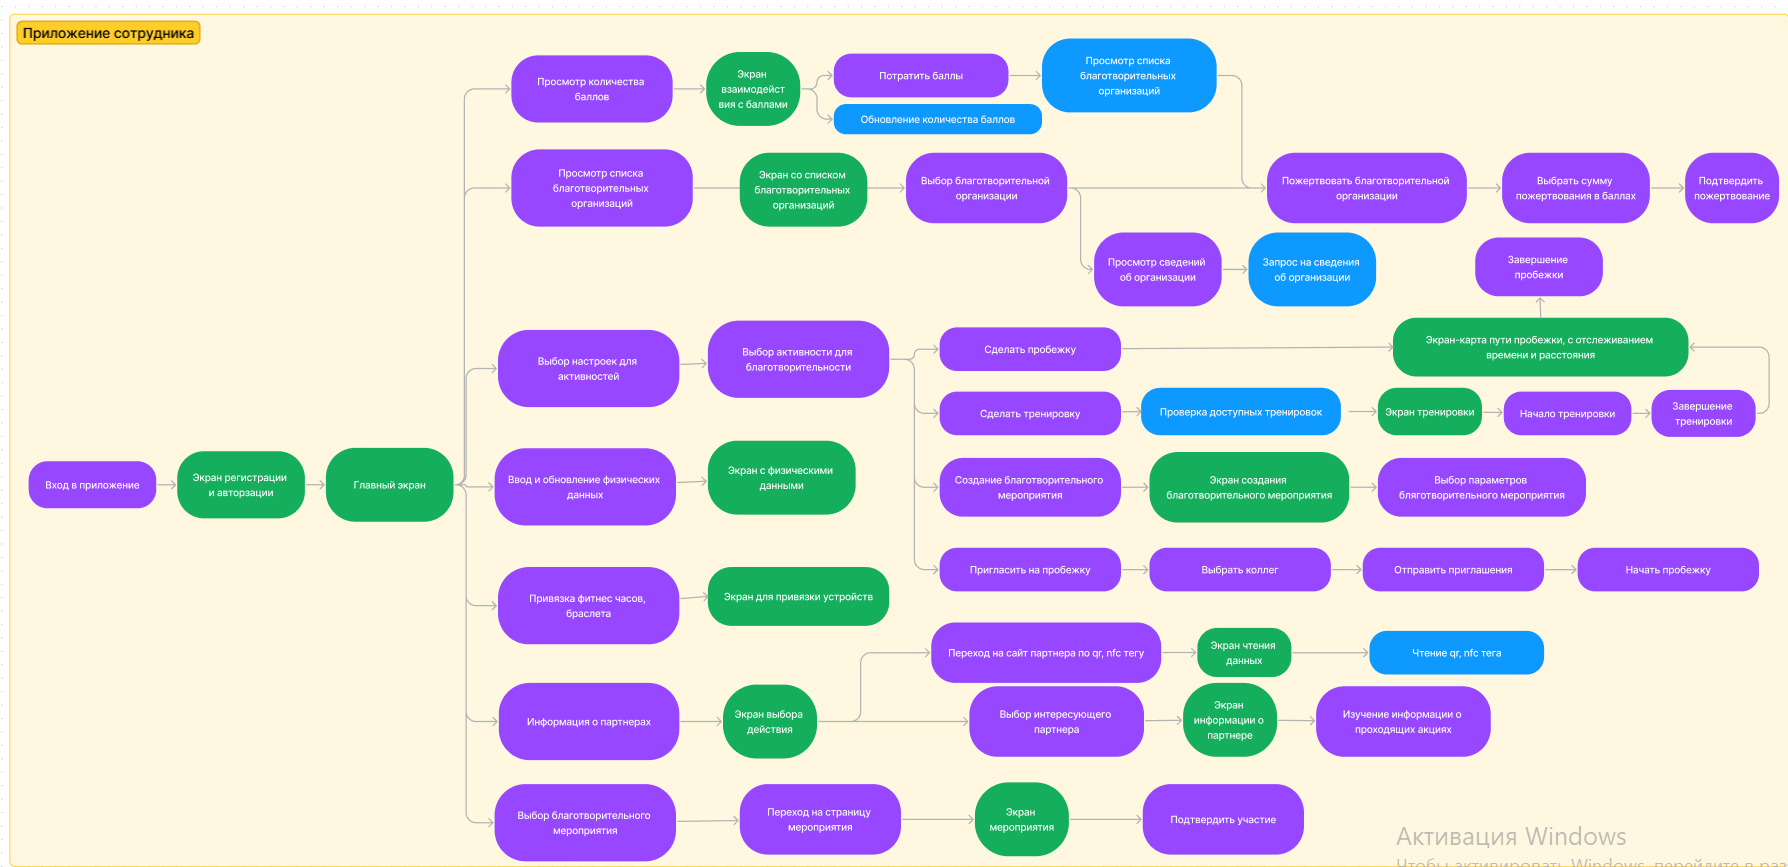 Приложение сотрудника
Просмотр количества
баллов
Экран
взаимодейст
вия с баллами
Потратить баллы
Обновление количества баллов
Просмотр списка
благотворительных
организаций
Просмотр списка
благотворительных
организаций
Экран со списком
благотворительных
организаций
Выбор благотворительной
организации
Пожертвовать благотворительной
организации
Выбрать сумму
пожертвования в баллах
Подтвердить
пожертвование
Просмотр сведений
об организации
Запрос на сведения
об организации
Завершение
пробежки
Выбор настроек для
активностей
Выбор активности для
благотворительности
Сделать пробежку
Экран-карта пути пробежки, с отслеживанием
времени и расстояния
Сделать тренировку
Проверка доступных тренировок
Экран тренировки
Начало тренировки
Завершение
тренировки
Вход в приложение
Экран регистрации
и авторзации
Главный экран
Ввод и обновление физических
данных
Экран с физическими
данными
Создание благотворительного
мероприятия
Экран создания
благотворительного мероприятия
Выбор параметров
бляготворительного мероприятия
Привязка фитнес часов,
браслета
Экран для привязки устройств
Пригласить на пробежку
Выбрать коллег
Отправить приглашения
Начать пробежку
Информация о партнерах
Экран выбора
действия
Переход на сайт партнера по qr, nfc тегу
Экран чтения
данных
Чтение qr, nfc тега
Выбор интересующего
партнера
Экран
информации о
партнере
Изучение информации о
проходящих акциях
Выбор благотворительного
мероприятия
Переход на страницу
мероприятия
Экран
мероприятия
Подтвердить участие
Активация Windows
Чтобы активировать Windows, перейдите в раз